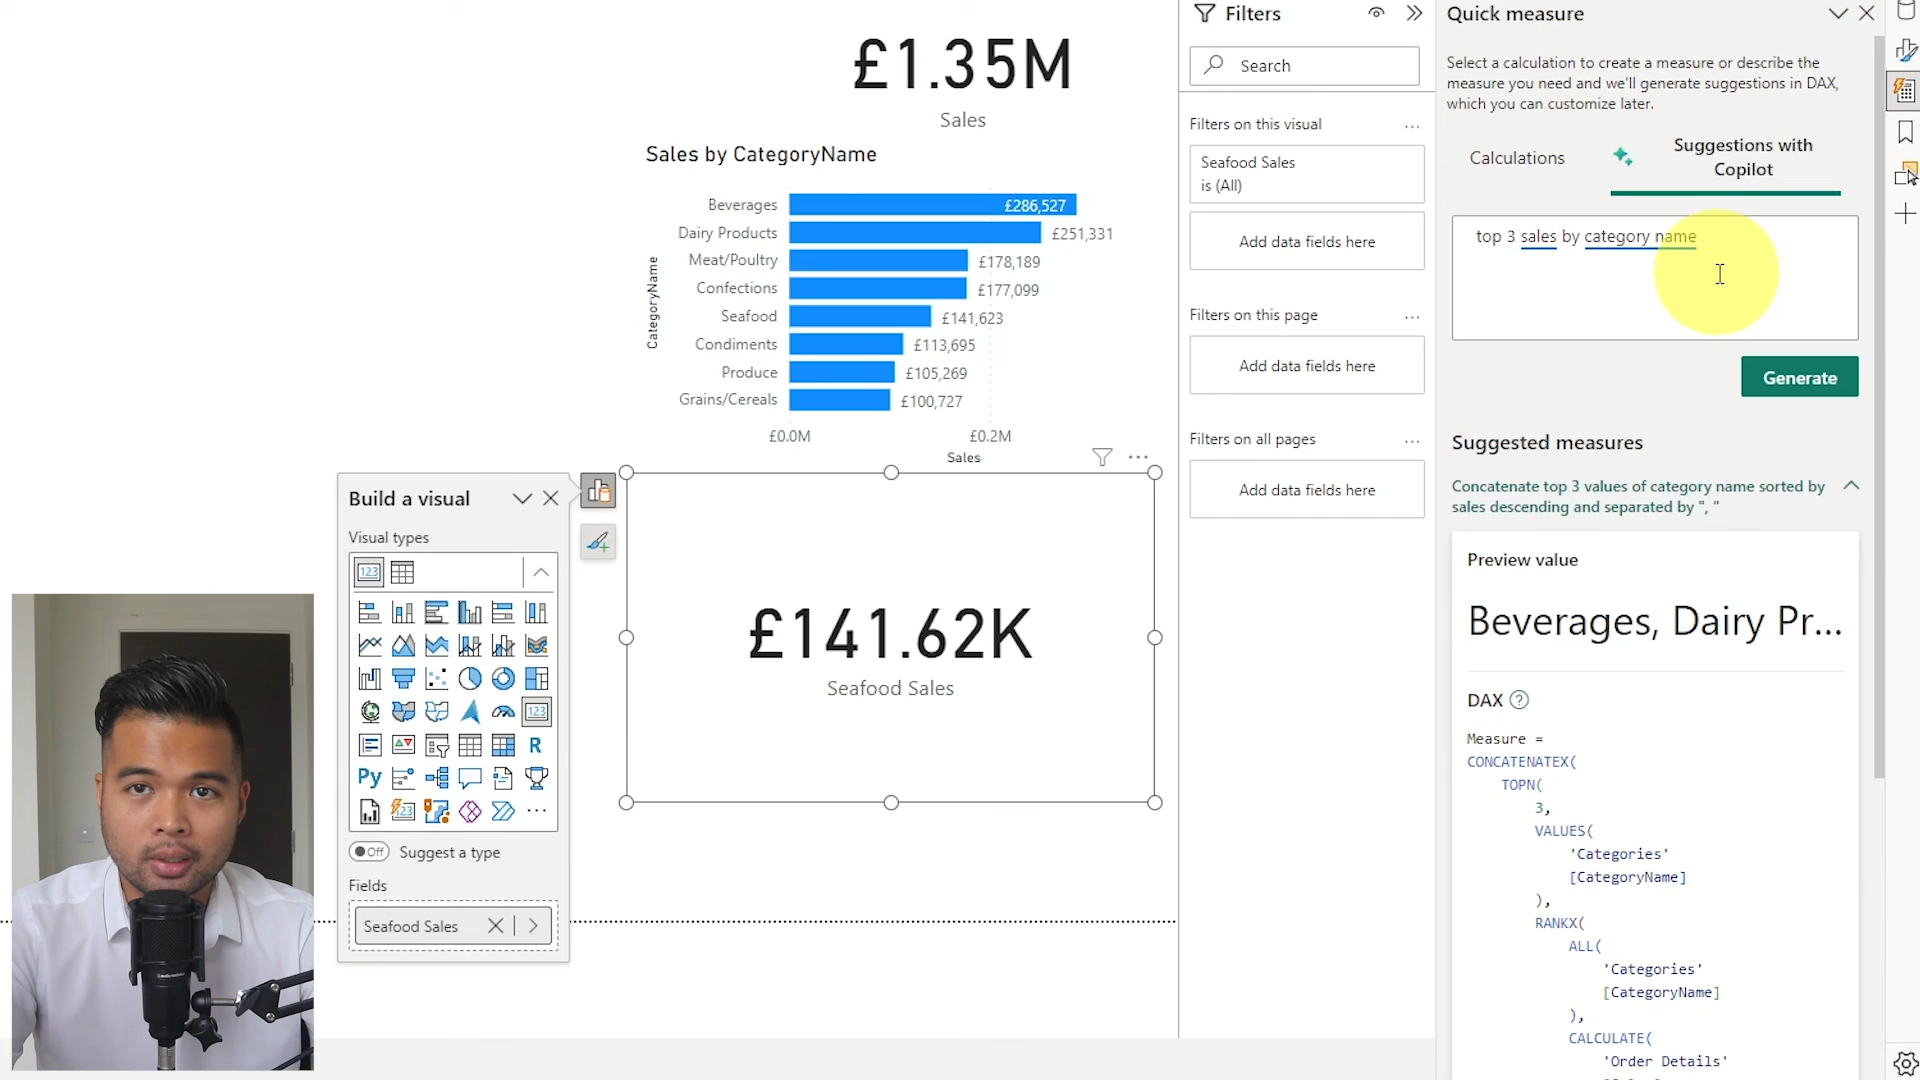 £1.35M
Sales
Sales by CategoryName
CategoryName
Beverages £286,527
Dairy Products £251,331
Meat/Poultry £178,189
Confections £177,099
Seafood £141,623
Condiments £113,695
Produce £105,269
Grains/Cereals £100,727
£0.0M £0.2M
Sales
Build a visual
Visual types
123
R
Py
123
Off Suggest a type
Fields
Seafood Sales
£141.62K
Seafood Sales
Filters
Search
Filters on this visual
Seafood Sales
is (All)
Add data fields here
Filters on this page
Add data fields here
Filters on all pages
Add data fields here
Quick measure
Select a calculation to create a measure or describe the
measure you need and we'll generate suggestions in DAX,
which you can customize later.
Calculations
Suggestions with
Copilot
top 3 sales by category name
Generate
Suggested measures
Concatenate top 3 values of category name sorted by
sales descending and separated by ", "
Preview value
Beverages, Dairy Pr...
DAX
Measure =
CONCATENATEX(
TOPN(
3,
VALUES(
'Categories'
[CategoryName]
),
RANKX(
ALL(
'Categories'
[CategoryName]
),
CALCULATE(
'Order Details'